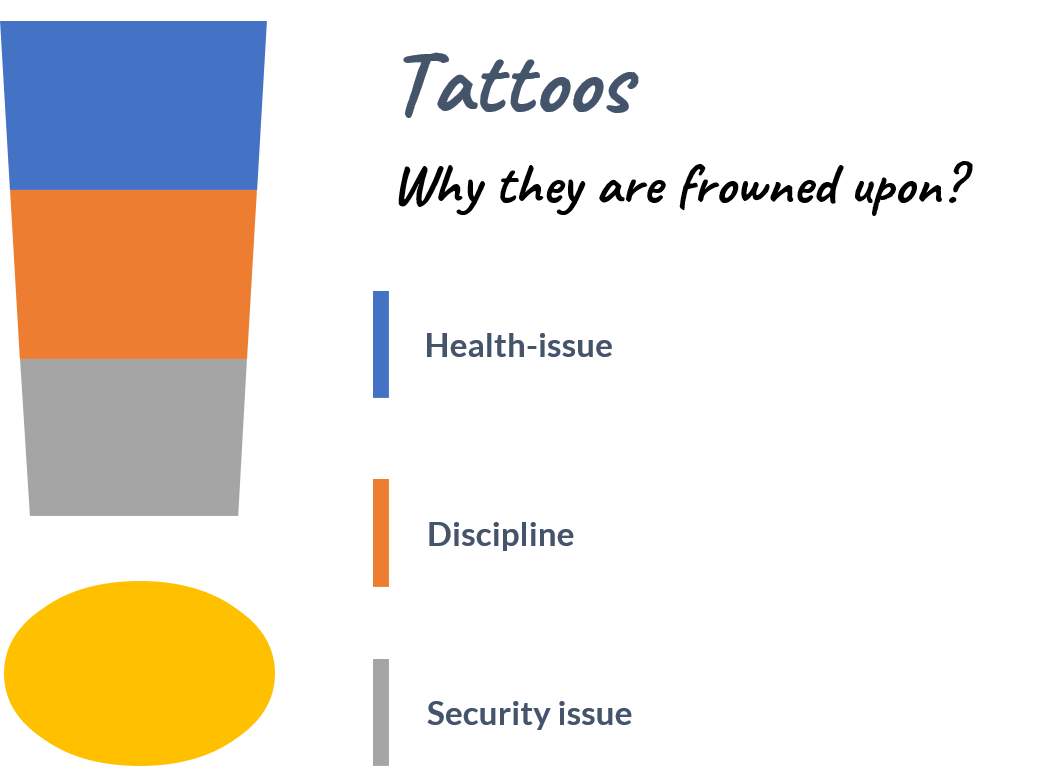 Tattoos
Why they are frowned upon?
Health-issue
Discipline
Security issue